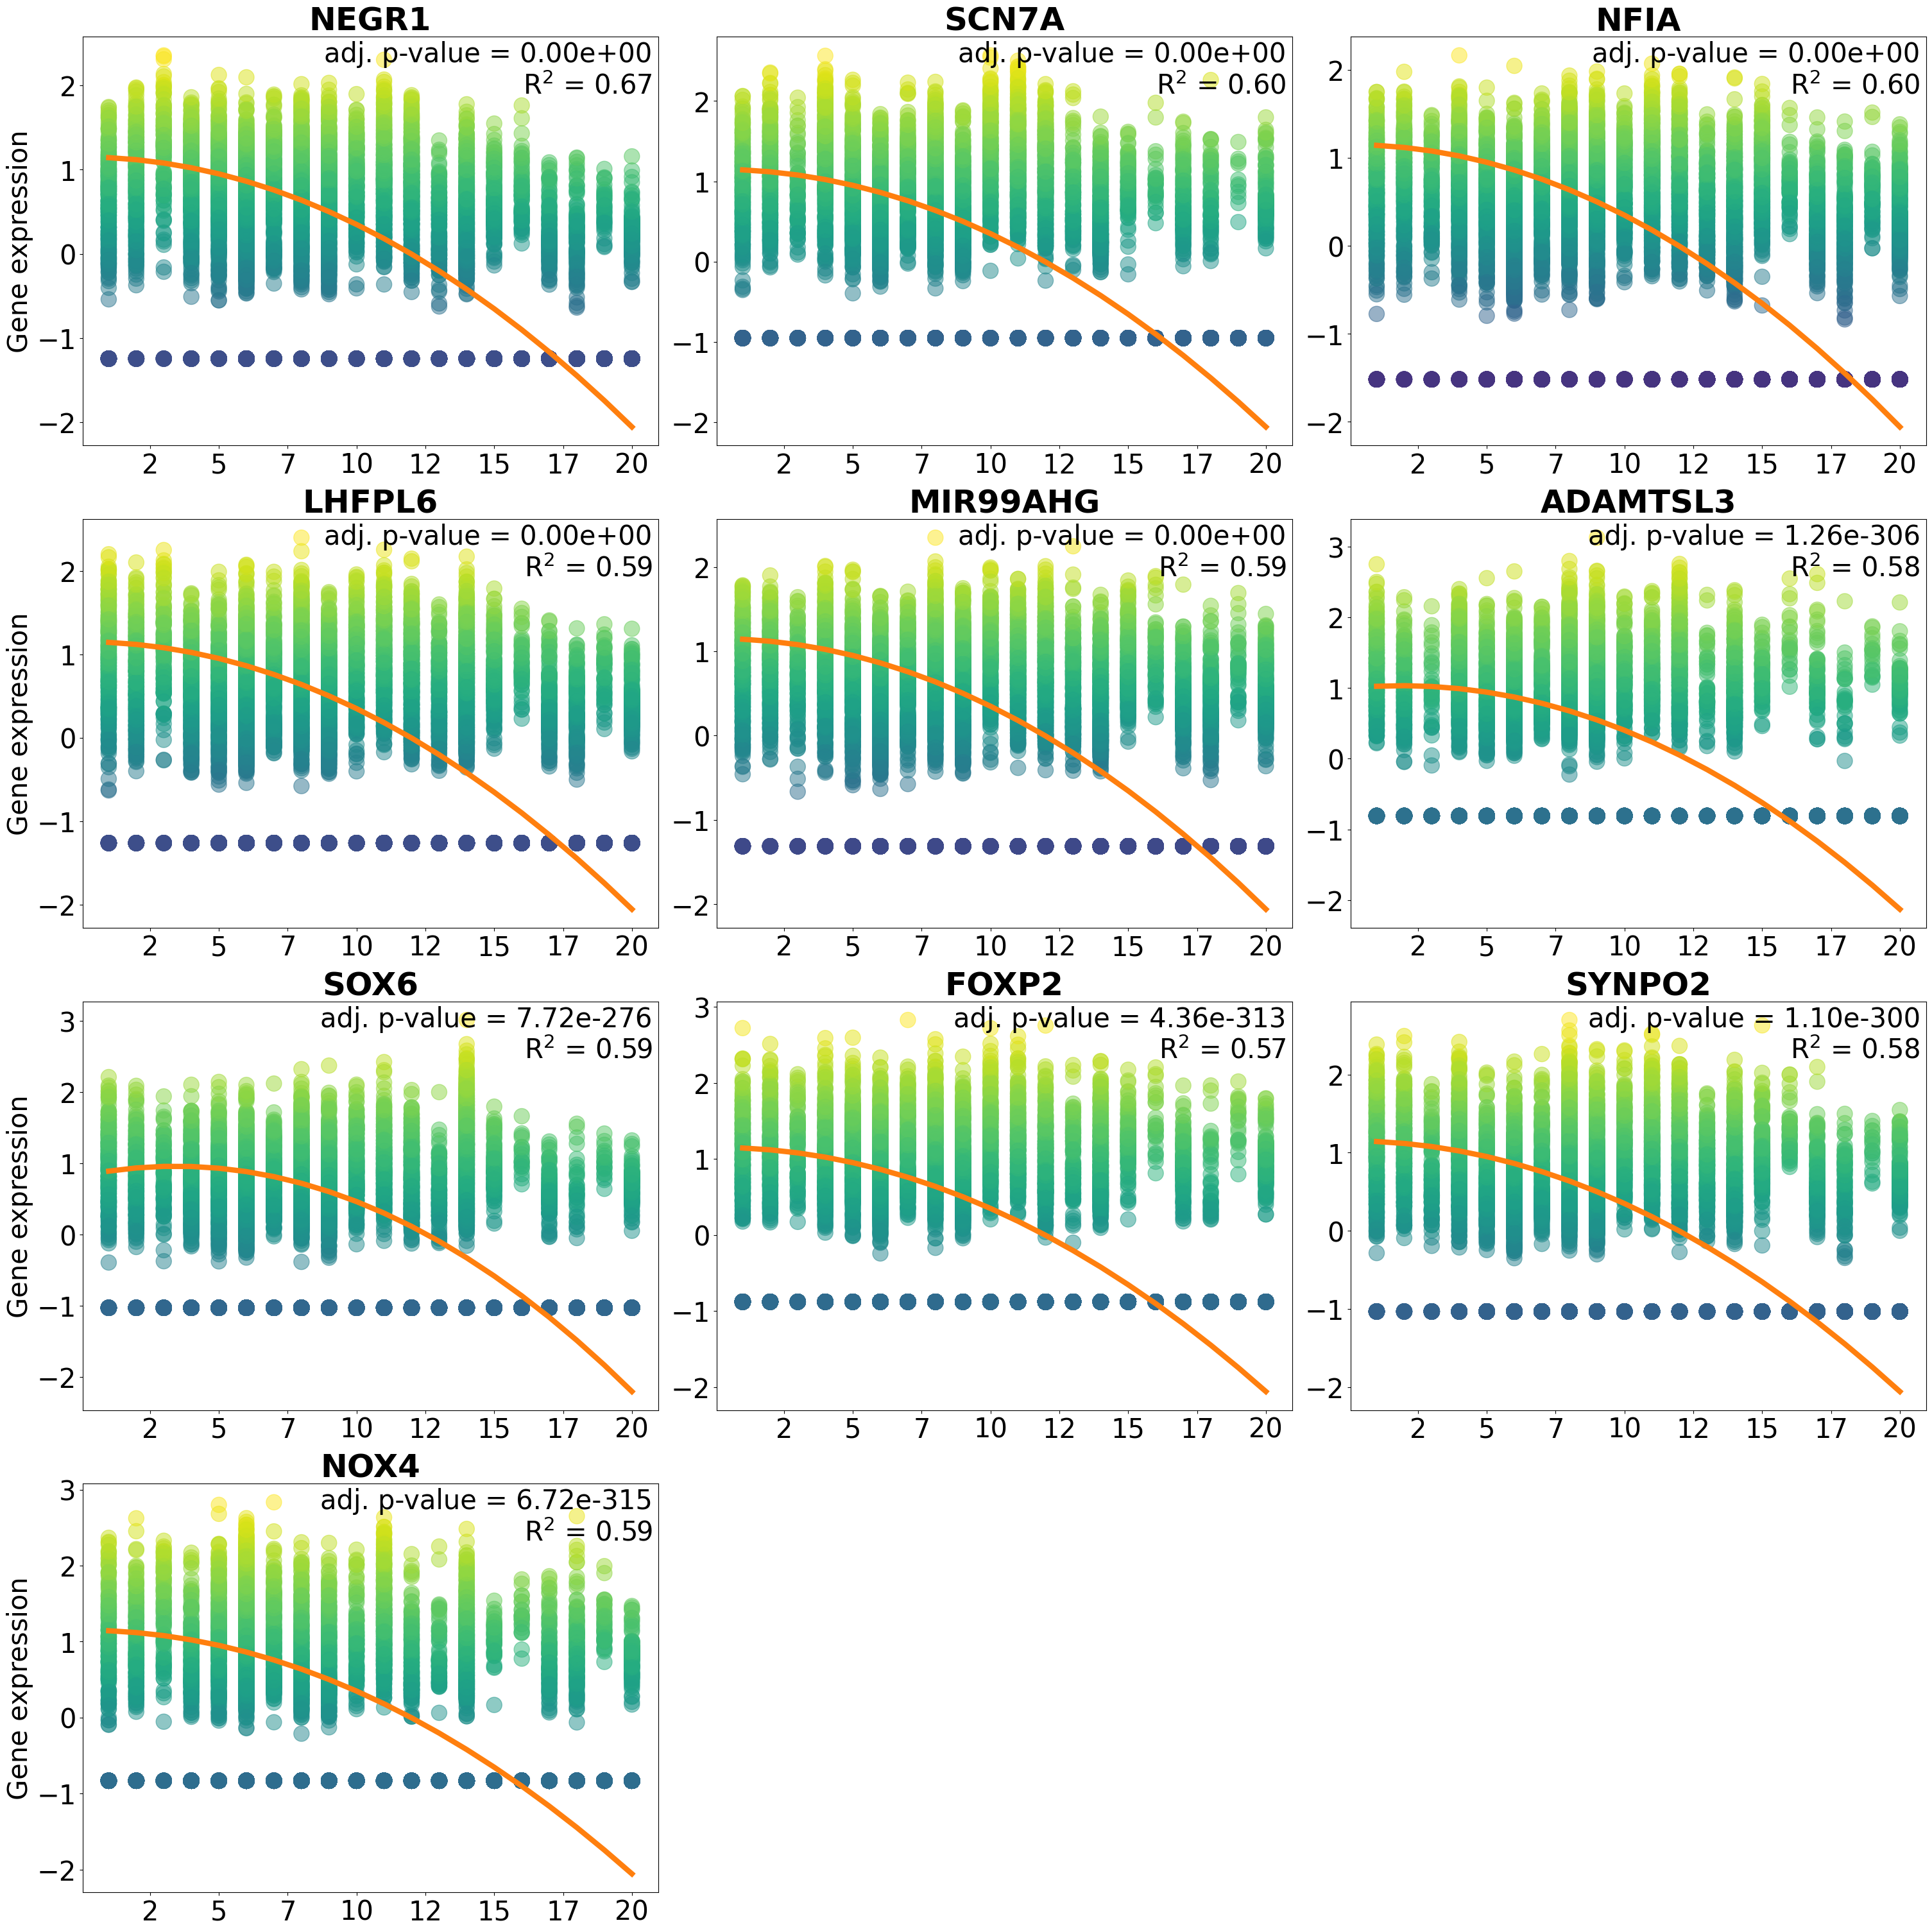 NEGR1 SCN7A NFIA
adj. p-value = 0.00e+00 adj. p-value = 0.00e+00 adj. p-value = 0.00e+00
R² = 0.67 R² = 0.60 R² = 0.60
Gene expression
2 2 2
1 1 1
0 0 0
−1 −1 −1
−2 −2 −2
2 5 7 10 12 15 17 20 2 5 7 10 12 15 17 20 2 5 7 10 12 15 17 20
LHFPL6 MIR99AHG ADAMTSL3
adj. p-value = 0.00e+00 adj. p-value = 0.00e+00 adj. p-value = 1.26e-306
R² = 0.59 R² = 0.59 R² = 0.58
Gene expression
3
2 2 2
1 1 1
0 0 0
−1 −1 −1
−2 −2 −2
2 5 7 10 12 15 17 20 2 5 7 10 12 15 17 20 2 5 7 10 12 15 17 20
SOX6 FOXP2 SYNPO2
adj. p-value = 7.72e-276 adj. p-value = 4.36e-313 adj. p-value = 1.10e-300
R² = 0.59 R² = 0.57 R² = 0.58
Gene expression
3 3
2 2 2
1 1 1
0 0 0
−1 −1 −1
−2 −2 −2
2 5 7 10 12 15 17 20 2 5 7 10 12 15 17 20 2 5 7 10 12 15 17 20
NOX4
adj. p-value = 6.72e-315
R² = 0.59
Gene expression
3
2
1
0
−1
−2
2 5 7 10 12 15 17 20